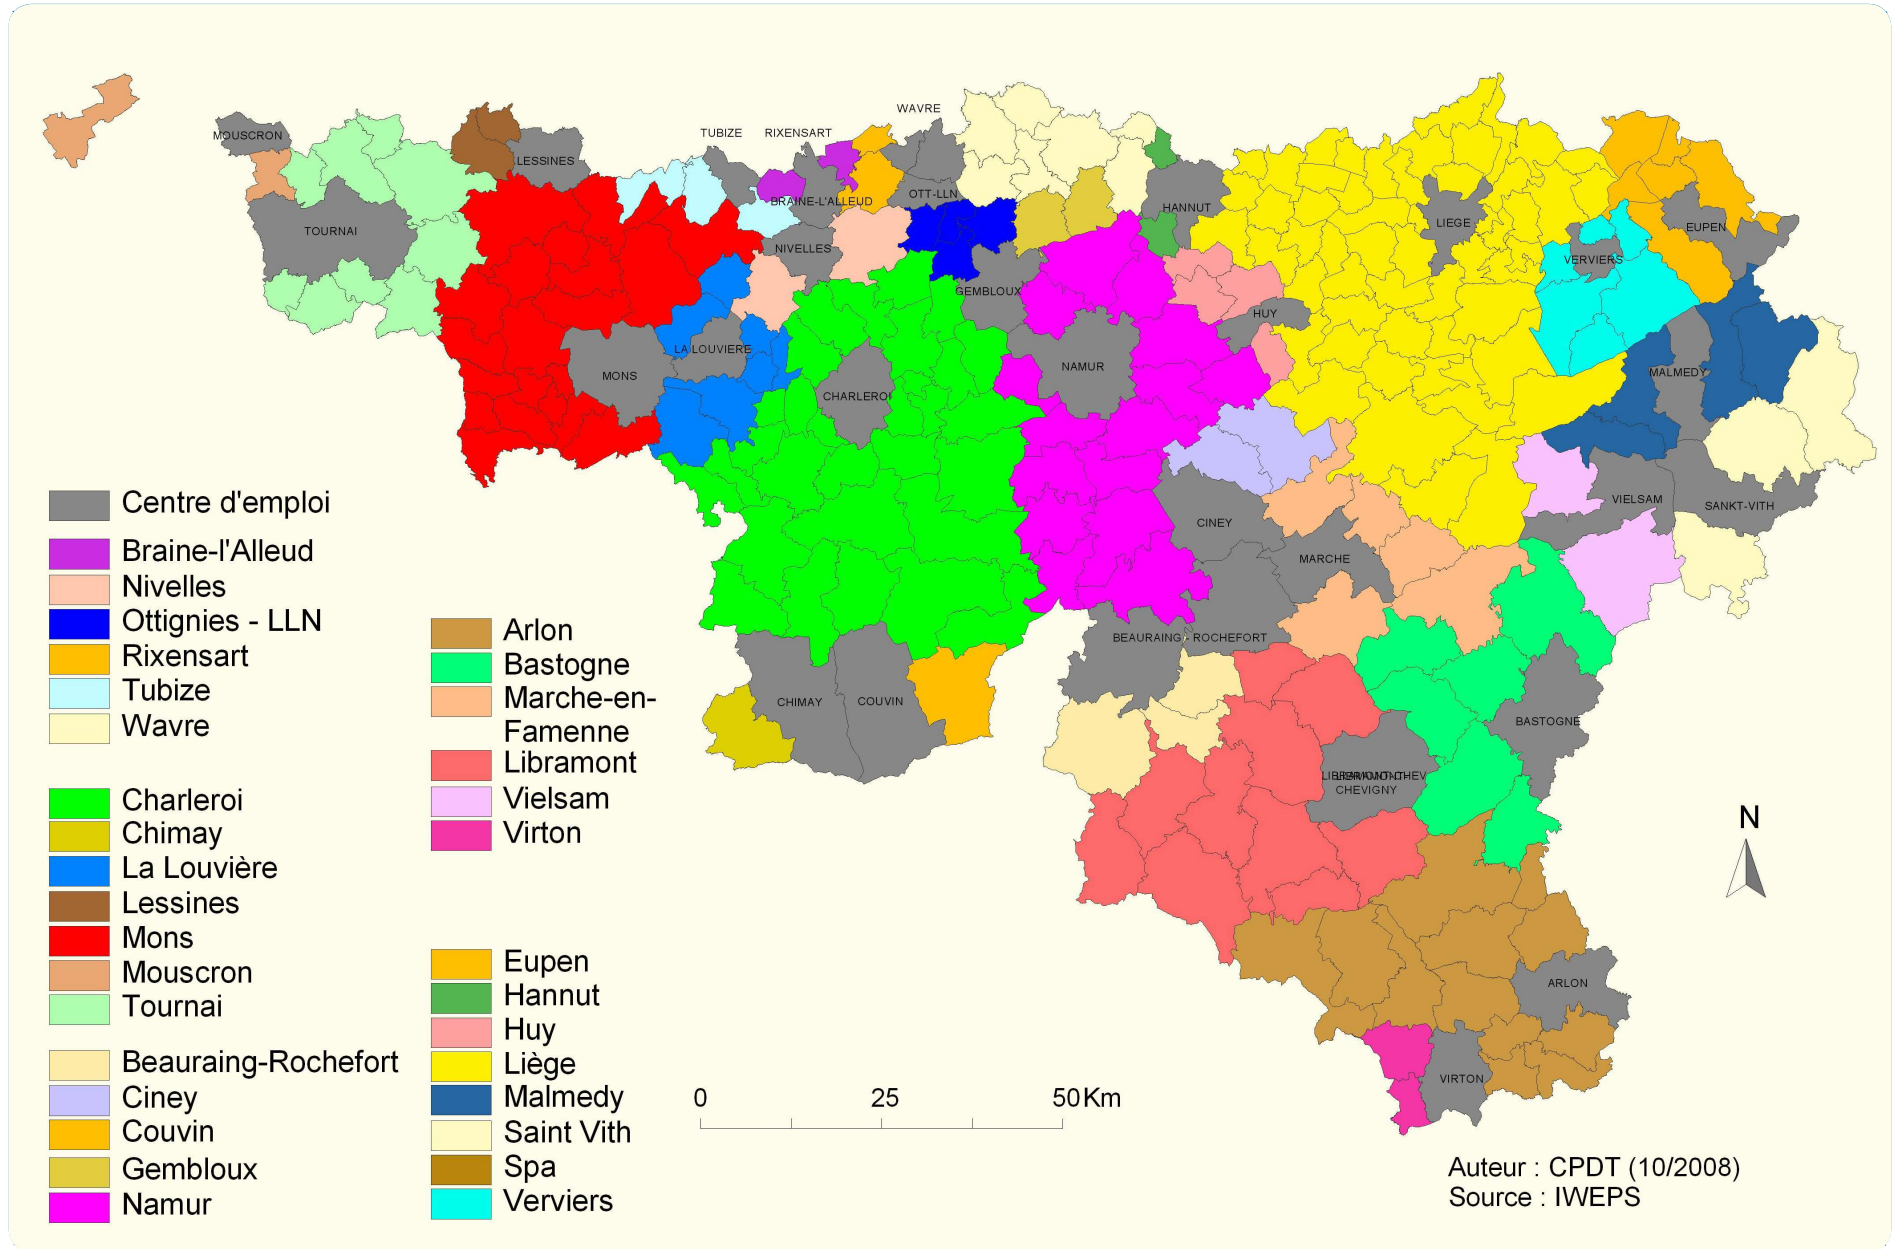 WAVRE
TUBIZE
RIXENSART
MOUSCRON
LESSINES
OTT-LLN
BRAINE-L'ALLEUD
HANNUT
LIEGE
TOURNAI
EUPEN
NIVELLES
VERVIERS
GEMBLOUX
HUY
LA LOUVIERE
MONS
NAMUR
MALMEDY
CHARLEROI
VIELSAM
SANKT-VITH
CINEY
MARCHE
BEAURAING
ROCHEFORT
CHIMAY
COUVIN
BASTOGNE
CHEVIGNY
ARLON
VIRTON
Centre d'emploi
Braine-l'Alleud
Nivelles
Ottignies - LLN
Rixensart
Tubize
Wavre
Charleroi
Chimay
La Louvière
Lessines
Mons
Mouscron
Tournai
Beauraing-Rochefort
Ciney
Couvin
Gembloux
Namur
Arlon
Bastogne
Marche-en-
Famenne
Libramont
Vielsam
Virton
Eupen
Hannut
Huy
Liège
Malmedy
Saint Vith
Spa
Verviers
N
0 25 50Km
Auteur : CPDT (10/2008)
Source : IWEPS